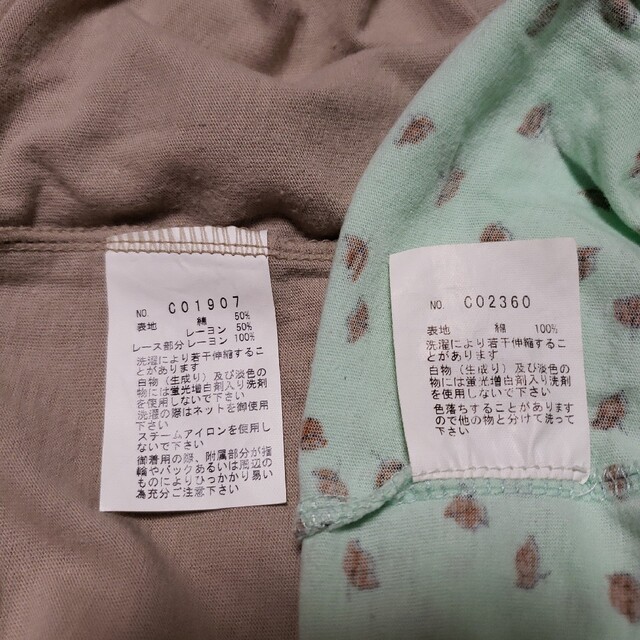 NO. CO1907
表地 綿 50%
レーヨン 50%
レース部分 レーヨン 100%
洗濯により若干伸縮するこ
とがあります
白物（生成り）及び淡色の
物には蛍光増白剤入り洗剤
を使用しないで下さい
洗濯の際はネットを御使用
下さい
スチームアイロンを使用し
ないで下さい
御着用の際、附属部分が指
輪やバックあるいは周辺の
ものによりひっかかり易い
為充分ご注意下さい
NO. CO2360
表地 綿 100%
洗濯により若干伸縮するこ
とがあります
白物（生成り）及び淡色の
物には蛍光増白剤入り洗剤
を使用しないで下さい
色落ちすることがあります
ので他の物と分けて洗って
下さい